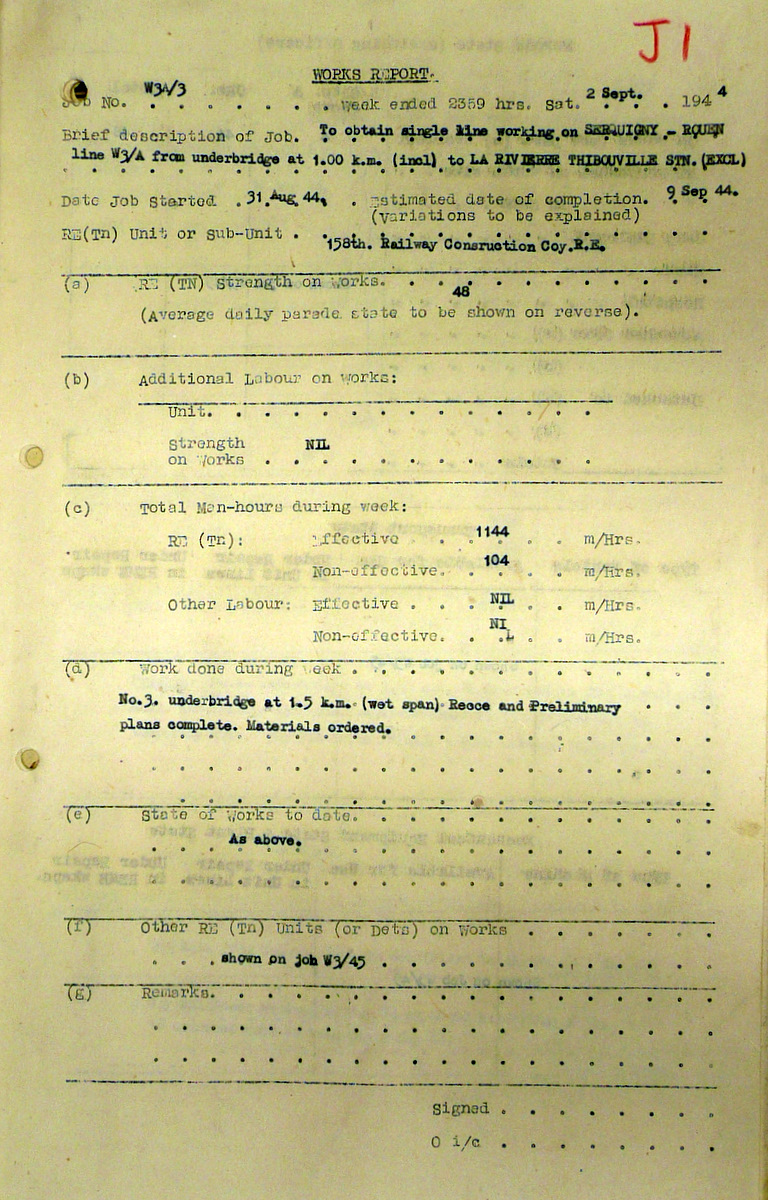 J1
WORKS REPORT.
Job No. W3A/3 . . . . . . week ended 2359 hrs. Sat. 2 Sept. . . 1944
Brief description of Job. To obtain single line working on SERQUIGNY - ROUEN
line W3/A from underbridge at 1.00 k.m. (incl) to LA RIVIERRE THIBOUVILLE STN. (EXCL)
Date Job Started . 31.Aug 44. . Estimated date of completion. 9 Sep 44.
(variations to be explained)
RE(Tn) Unit or Sub-Unit . . . . . . . . . . . . .
158th. Railway Consruction Coy.R.E.
(a) RE (TN) Strength on Works. . . 48 . . . . . . . .
(Average daily parade state to be shown on reverse).
(b) Additional Labour on Works:
Unit. . . . . . . . . . . . . .
Strength NIL
on Works . . . . . . . . . . . .
(c) Total Man-hours during week:
RE (Tn): Effective . . 1144 . . m/Hrs.
Non-effective. . 104 . . m/Hrs.
Other Labour: Effective . . . NIL . . m/Hrs.
Non-effective. . NIL . . m/Hrs.
(d) Work done during week . . . . . . . . . . . . .
No.3. underbridge at 1.5 k.m. (wet span) Recce and Preliminary . . .
plans complete. Materials ordered.
(e) State of Works to date. . . . . . . . . . . . .
As above.
(f) Other RE (Tn) Units (or Dets) on Works . . . . . . .
. . . shown on job W3/45 . . . . . . . . . . . .
(g) Remarks. . . . . . . . . . . . . . . . . .
Signed . . . . . . . .
O i/c . . . . . . . .